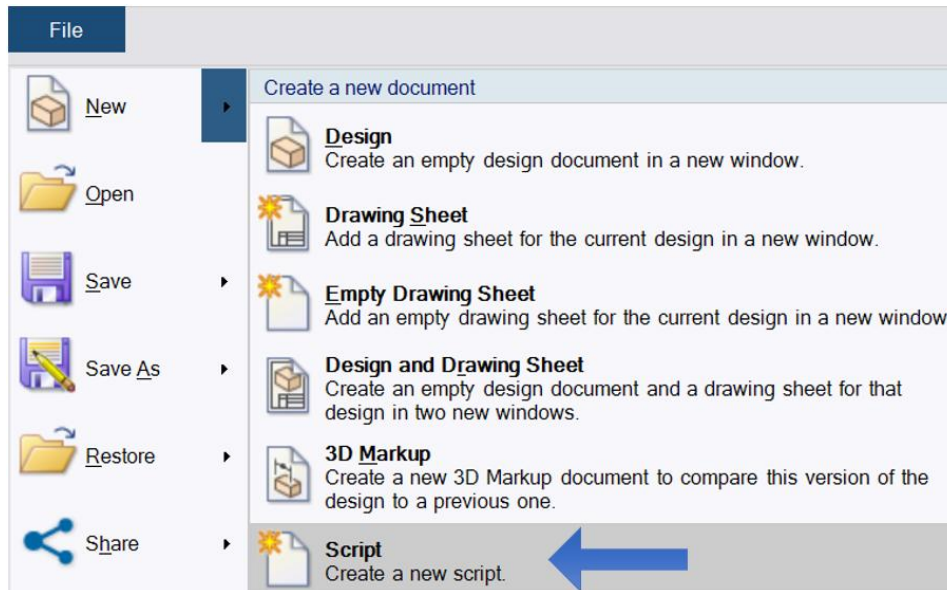 File
New
Open
Save
Save As
Restore
Share
Create a new document
Design
Create an empty design document in a new window.
Drawing Sheet
Add a drawing sheet for the current design in a new window.
Empty Drawing Sheet
Add an empty drawing sheet for the current design in a new window
Design and Drawing Sheet
Create an empty design document and a drawing sheet for that
design in two new windows.
3D Markup
Create a new 3D Markup document to compare this version of the
design to a previous one.
Script
Create a new script.